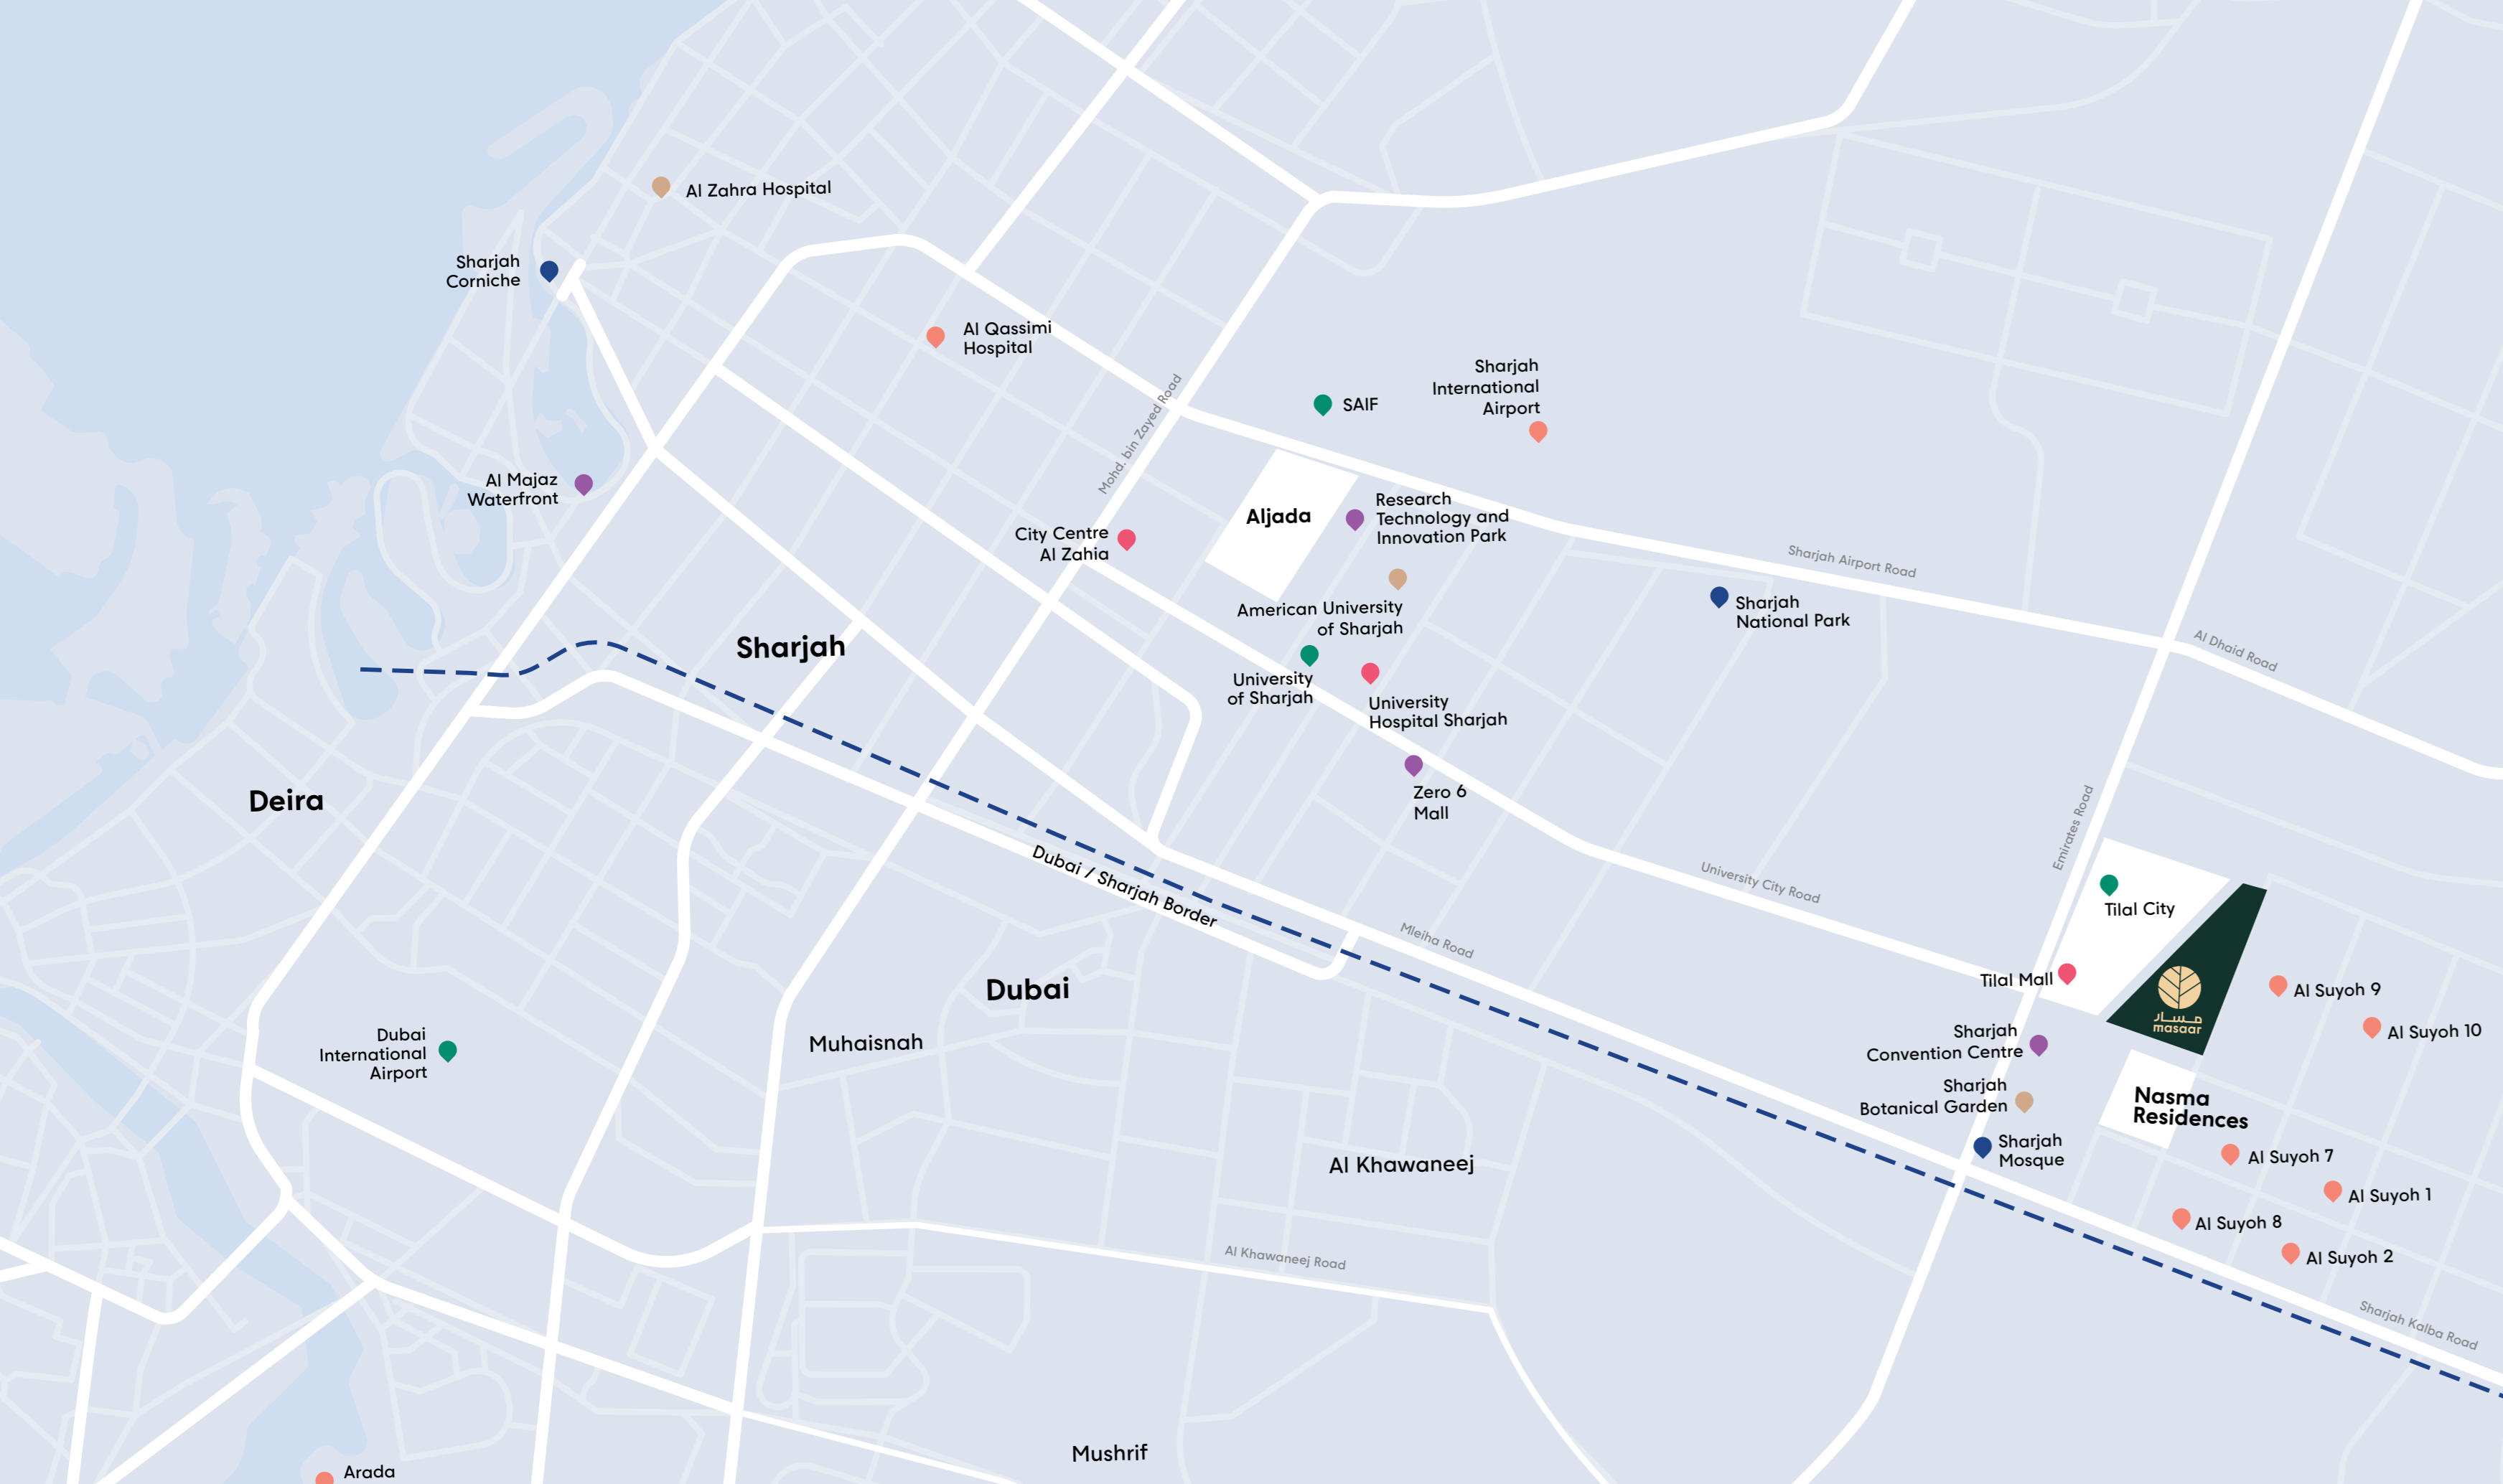 Al Zahra Hospital
Sharjah
Corniche
Al Qassimi
Hospital
Mohd. bin Zayed Road
SAIF
Sharjah
International
Airport
Al Majaz
Waterfront
City Centre
Al Zahia
Aljada
Research
Technology and
Innovation Park
American University
of Sharjah
Sharjah Airport Road
Sharjah
National Park
Al Dhaid Road
Sharjah
University
of Sharjah
University
Hospital Sharjah
Zero 6
Mall
Deira
Dubai / Sharjah Border
University City Road
Emirates Road
Mleiha Road
Tilal City
Tilal Mall
مسار
masaar
Al Suyoh 9
Al Suyoh 10
Dubai
Muhaisnah
Dubai
International
Airport
Sharjah
Convention Centre
Sharjah
Botanical Garden
Nasma
Residences
Sharjah
Mosque
Al Khawaneej
Al Suyoh 7
Al Suyoh 1
Al Suyoh 8
Al Suyoh 2
Al Khawaneej Road
Sharjah Kalba Road
Mushrif
Arada